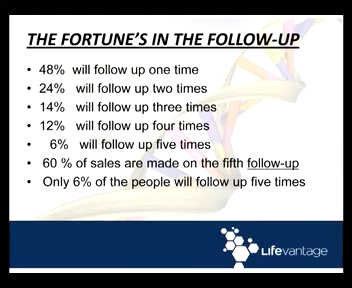 THE FORTUNE'S IN THE FOLLOW-UP
• 48% will follow up one time
• 24% will follow up two times
• 14% will follow up three times
• 12% will follow up four times
• 6% will follow up five times
• 60 % of sales are made on the fifth follow-up
• Only 6% of the people will follow up five times
Lifevantage